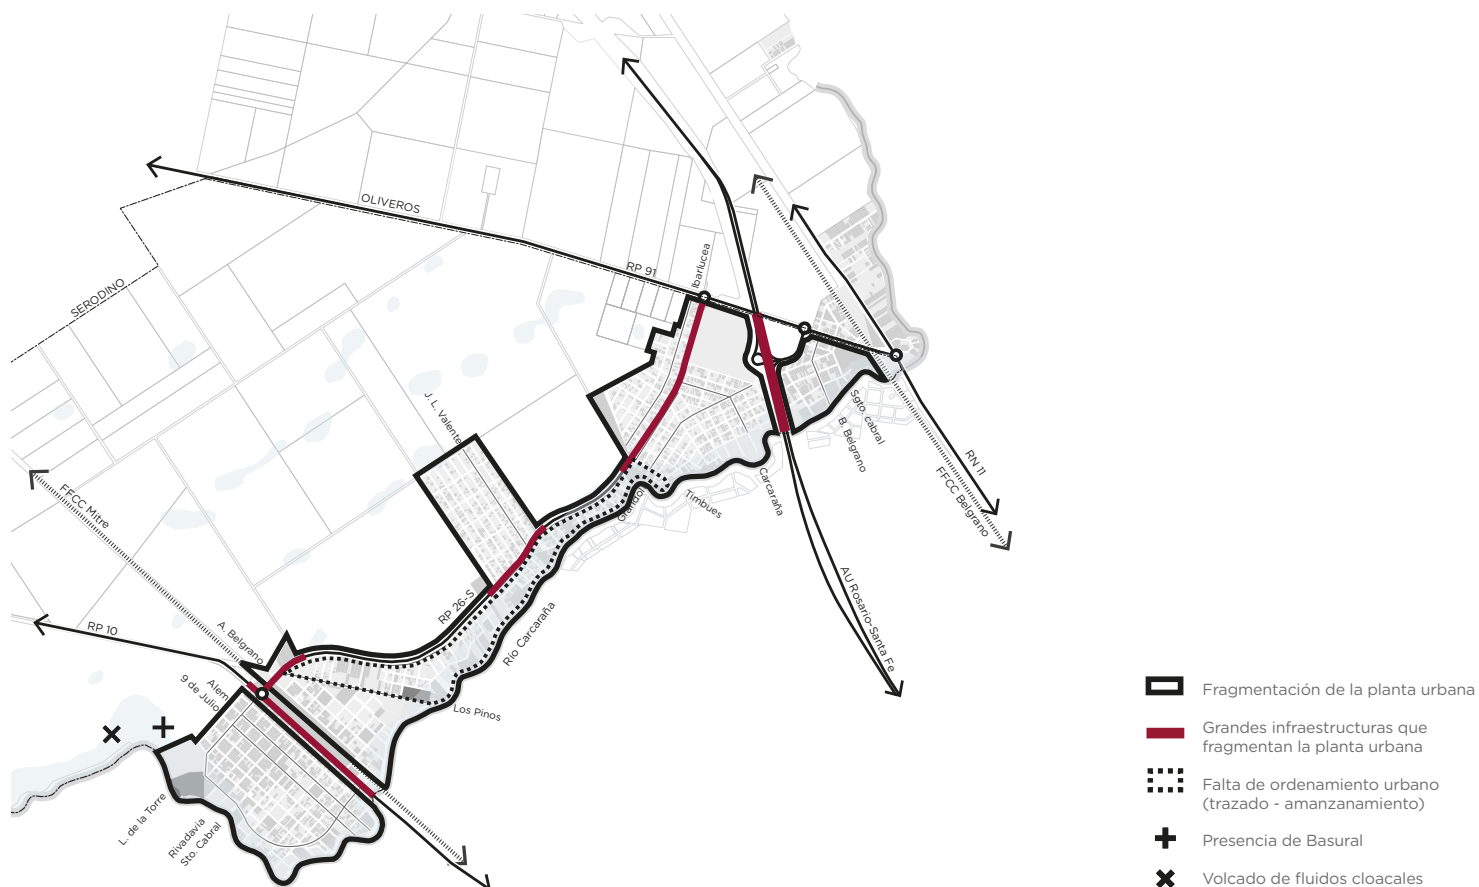 OLIVEROS
RP 91
Ibarlucea
SERODINO
J. L. Valente
Sgto. cabral
B. Belgrano
RN 11
FFCC Belgrano
Carcaraña
Timbues
FFCC Mitre
RP 26-S
Río Carcaraña
AU Rosario-Santa Fe
RP 10
A. Belgrano
Alem
9 de Julio
Los Pinos
L. de la Torre
Rivadavia
Sto. Cabral
Fragmentación de la planta urbana
Grandes infraestructuras que
fragmentan la planta urbana
Falta de ordenamiento urbano
(trazado - amanzanamiento)
Presencia de Basural
Volcado de fluidos cloacales